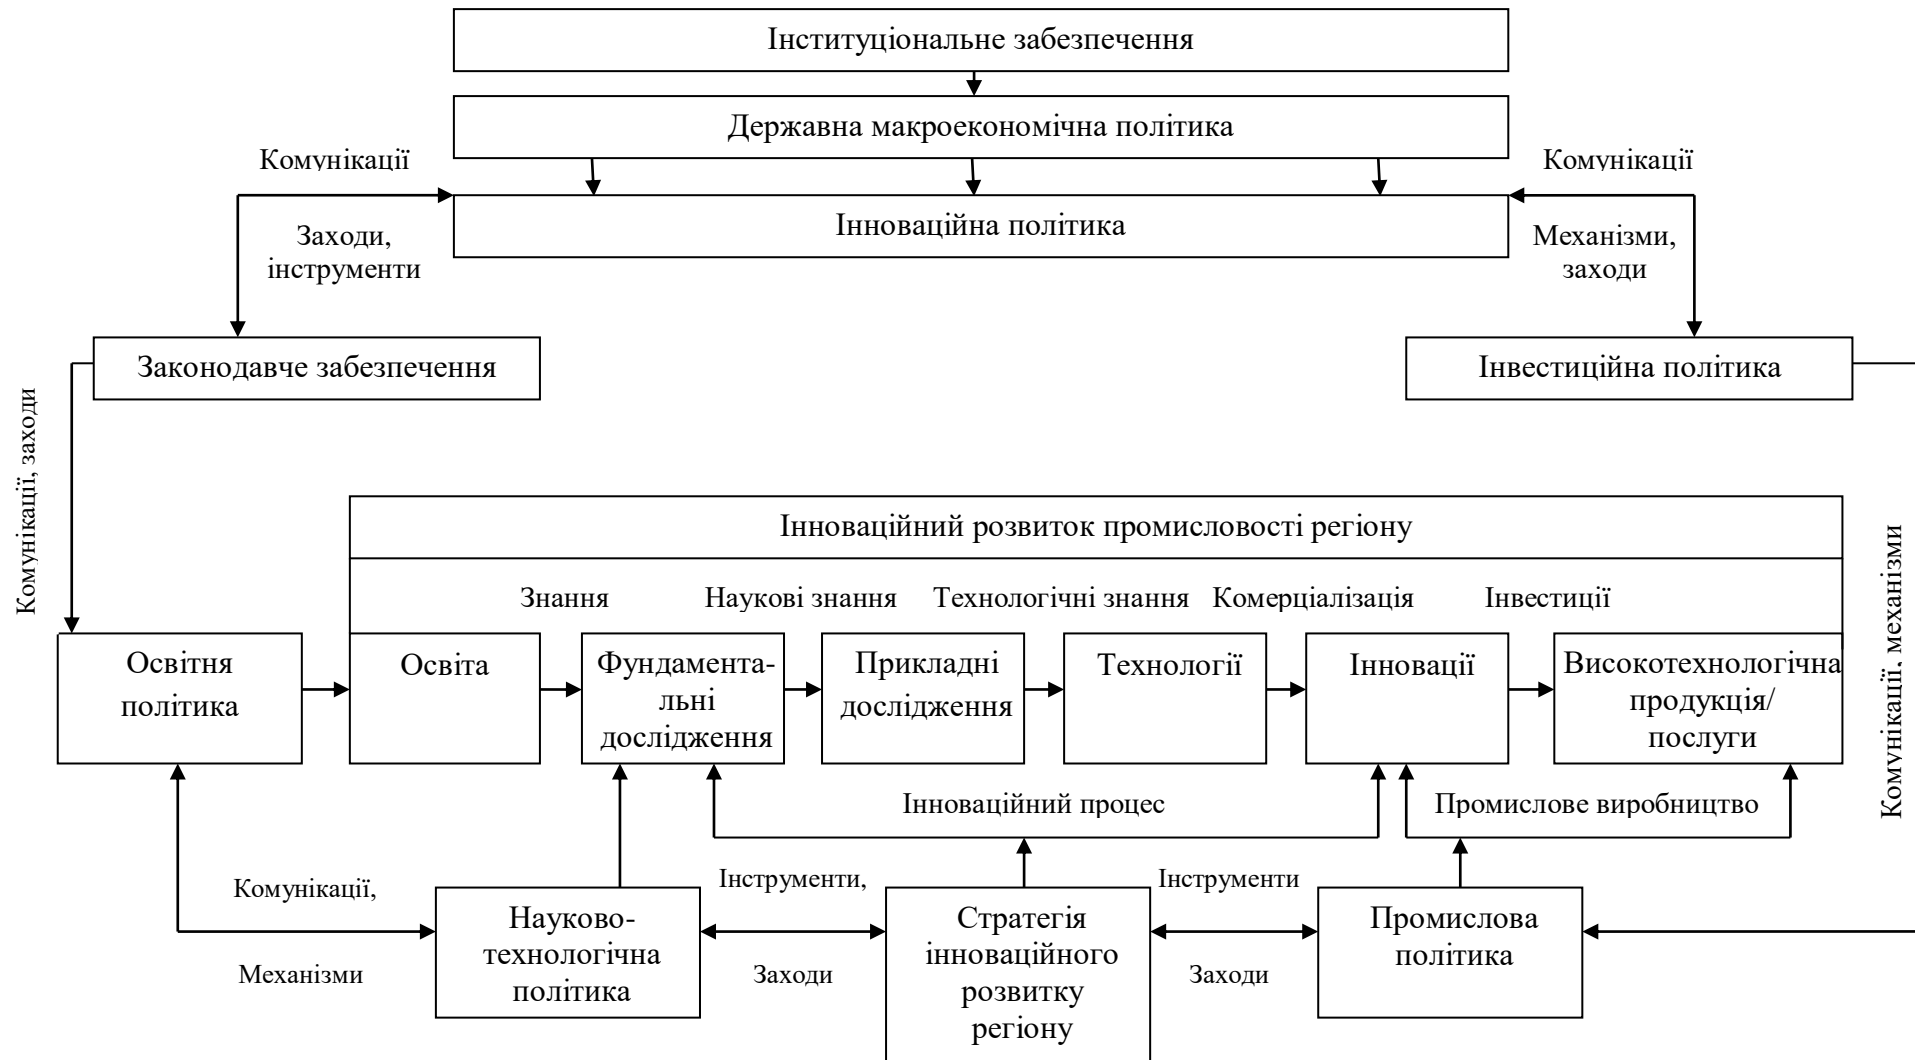 Інституціональне забезпечення
Державна макроекономічна політика
Комунікації
Комунікації
Інноваційна політика
Заходи,
інструменти
Механізми,
заходи
Законодавче забезпечення
Інвестиційна політика
Комунікації, заходи
Інноваційний розвиток промисловості регіону
Комунікації, механізми
Знання
Наукові знання
Технологічні знання
Комерціалізація
Інвестиції
Освітня
політика
Освіта
Фундамента-
льні
дослідження
Прикладні
дослідження
Технології
Інновації
Високотехнологічна
продукція/
послуги
Інноваційний процес
Промислове виробництво
Комунікації,
Механізми
Науково-
технологічна
політика
Інструменти,
Заходи
Стратегія
інноваційного
розвитку
регіону
Інструменти
Заходи
Промислова
політика